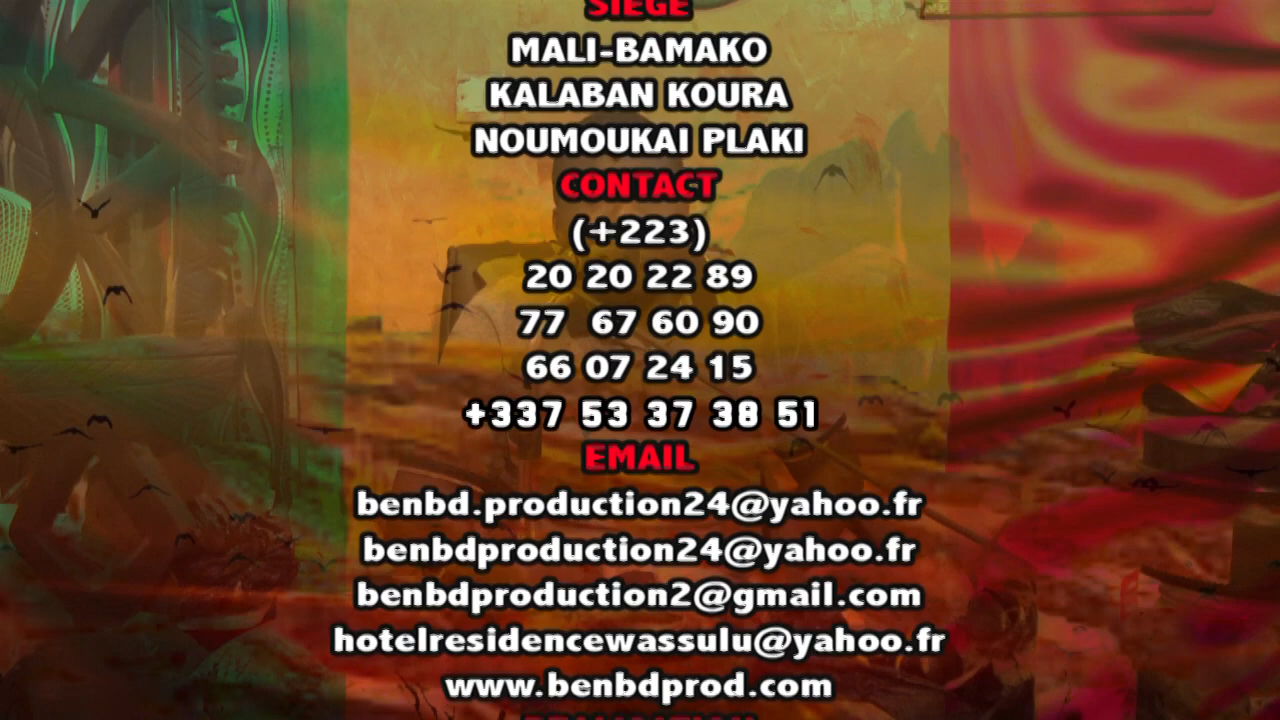 SIEGE
MALI-BAMAKO
KALABAN KOURA
NOUMOUKAI PLAKI
CONTACT
(+223)
20 20 22 89
77  67 60 90
66 07 24 15
+337 53 37 38 51
EMAIL
benbd.production24@yahoo.fr
benbdproduction24@yahoo.fr
benbdproduction2@gmail.com
hotelresidencewassulu@yahoo.fr
www.benbdprod.com